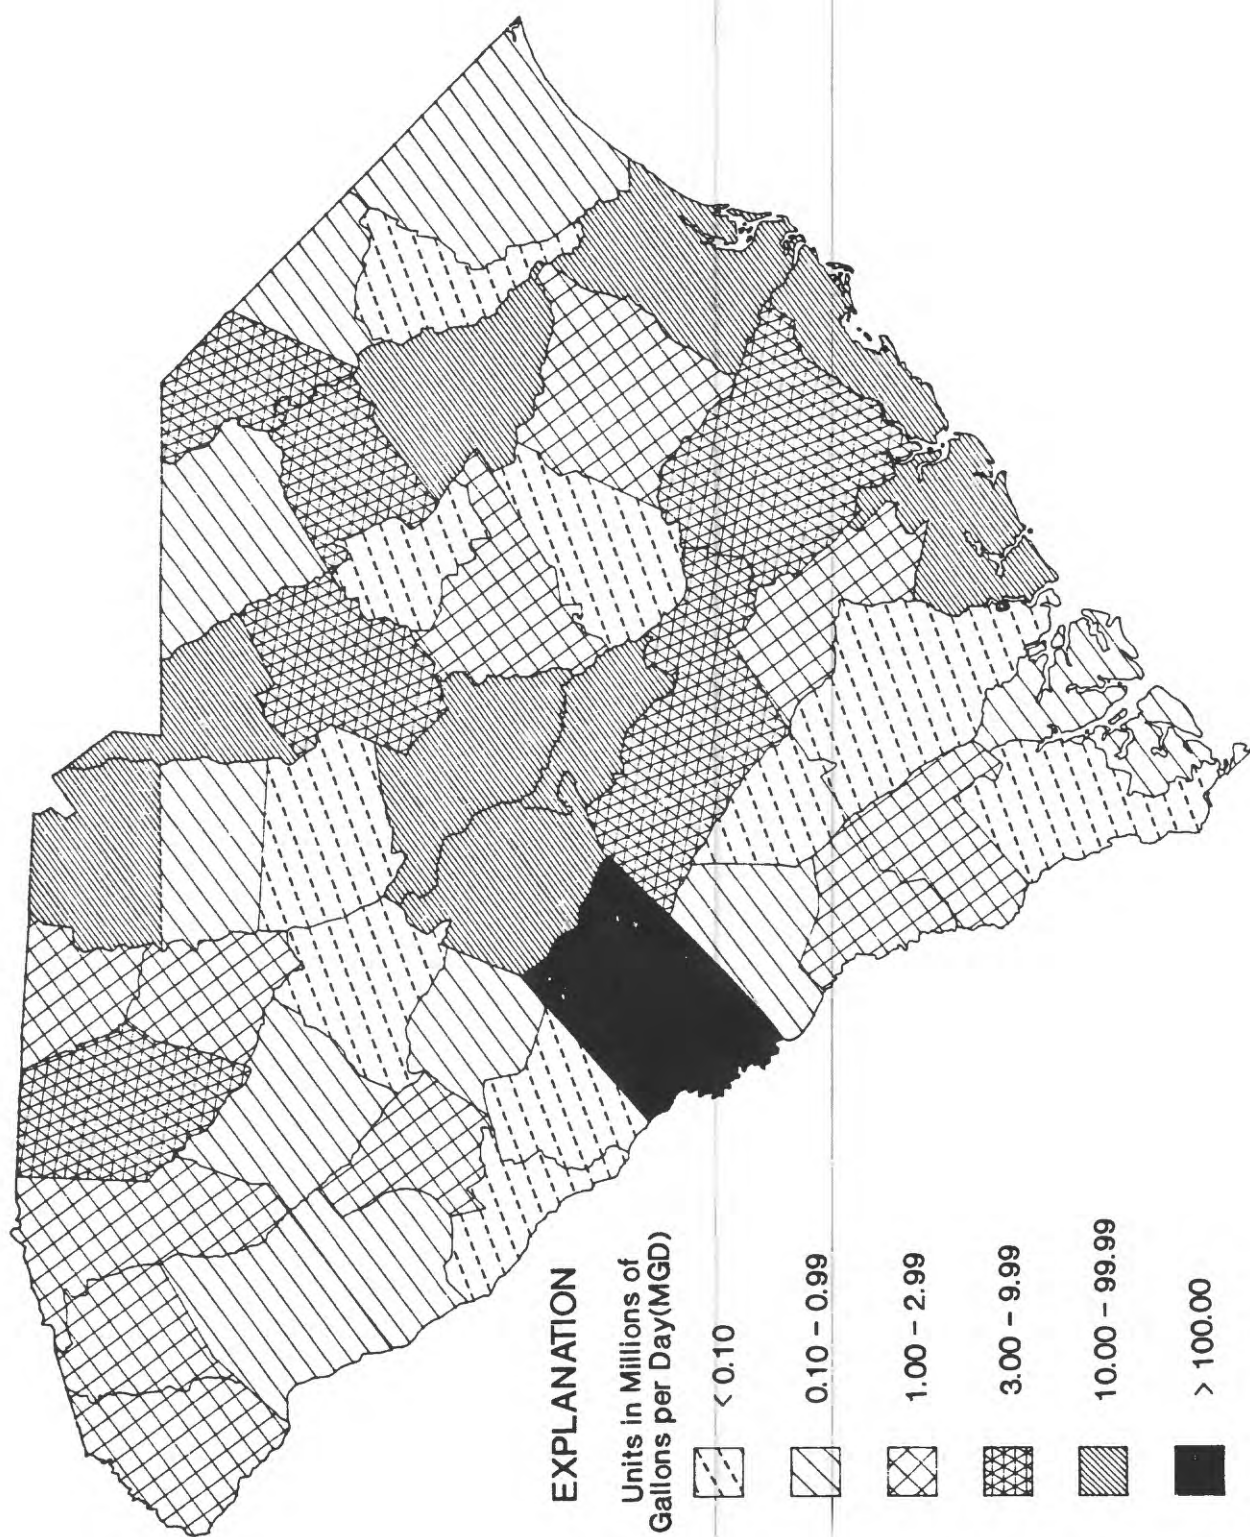 EXPLANATION
Units in Millions of
Gallons per Day(MGD)
< 0.10
0.10 – 0.99
1.00 – 2.99
3.00 – 9.99
10.00 – 99.99
> 100.00